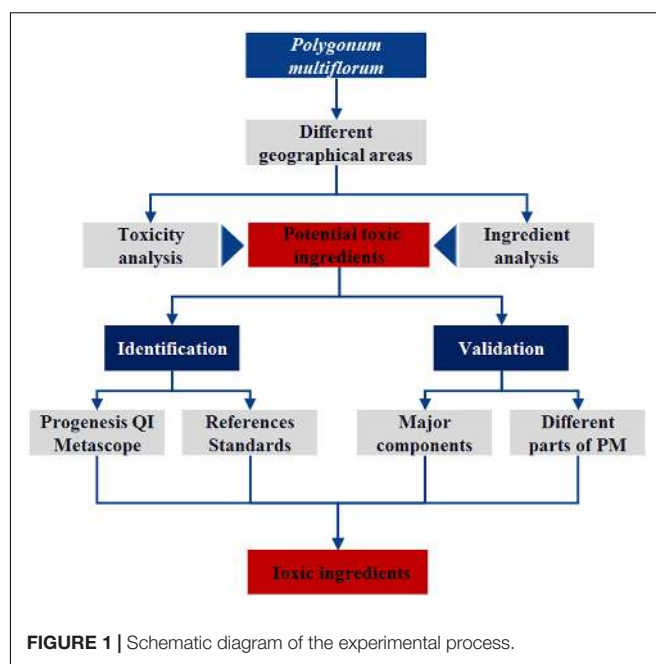 Polygonum
multiflorum
Different
geographical areas
Toxicity
analysis
Potential toxic
ingredients
Ingredient
analysis
Identification
Validation
Progenesis QI
Metascope
References
Standards
Major
components
Different
parts of PM
Toxic ingredients
FIGURE 1 | Schematic diagram of the experimental process.